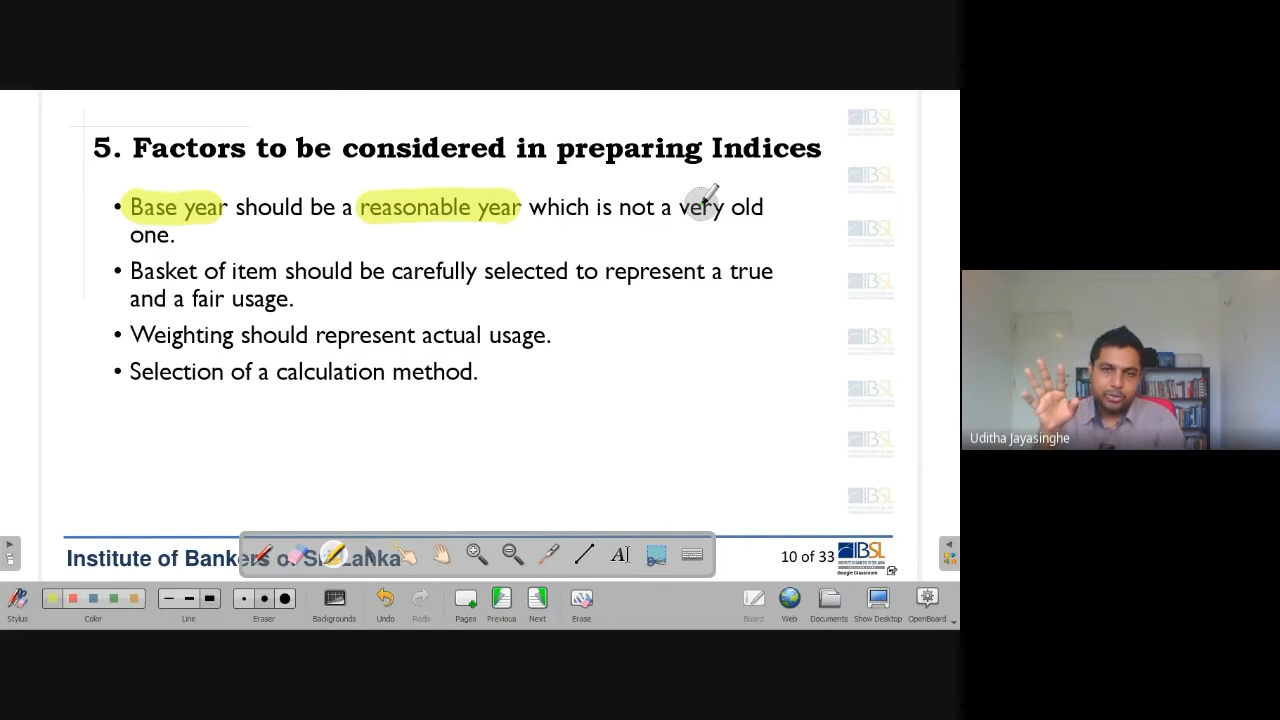 5. Factors to be considered in preparing Indices
• Base year should be a reasonable year which is not a very old
one.
• Basket of item should be carefully selected to represent a true
and a fair usage.
• Weighting should represent actual usage.
• Selection of a calculation method.
Uditha Jayasinghe
Institute of Bankers of Sri Lanka
10 of 33
IBSL
Google Classroom
Stylus
Color
Line
Eraser
Backgrounds
Undo
Redo
Pages
Previous
Next
Erase
Board
Web
Documents
Show Desktop
OpenBoard